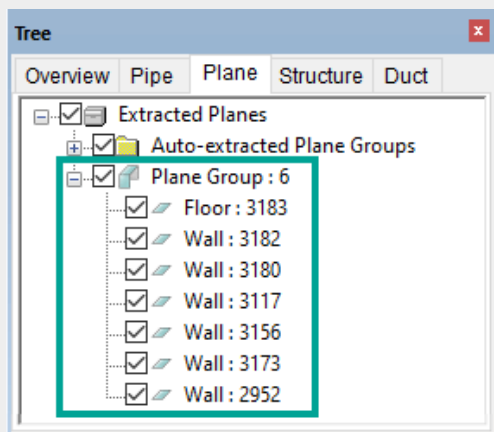 Tree
Overview Pipe Plane Structure Duct
Extracted Planes
Auto-extracted Plane Groups
Plane Group : 6
Floor : 3183
Wall : 3182
Wall : 3180
Wall : 3117
Wall : 3156
Wall : 3173
Wall : 2952